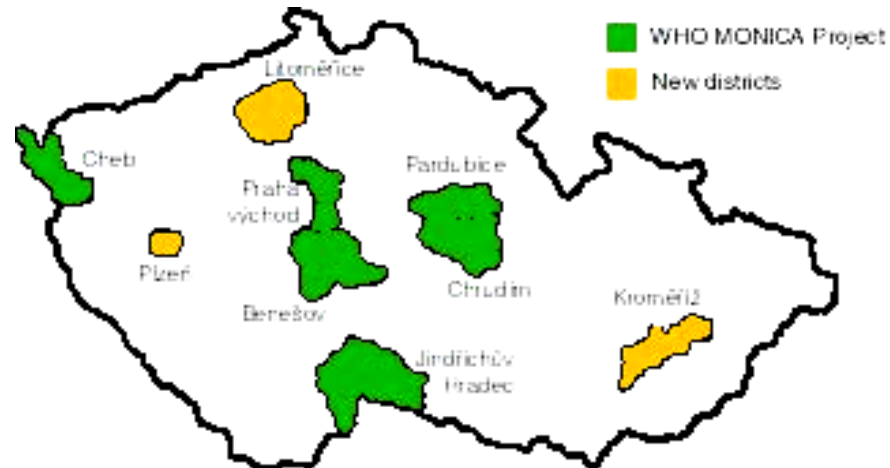 WHO MONICA Project
New districts
Litoměřice
Cheb
Praha
východ
Pardubice
Plzeň
Benešov
Chrudim
Kroměříž
Jindřichův
Hradec